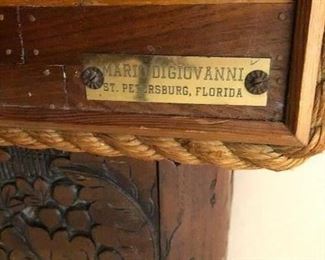 MARIO DIGIOVANNI
ST. PETERSBURG, FLORIDA